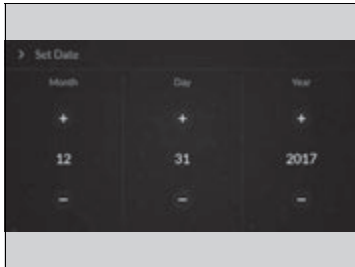 Set Date
Month Day Year
+ + +
12 31 2017
- - -